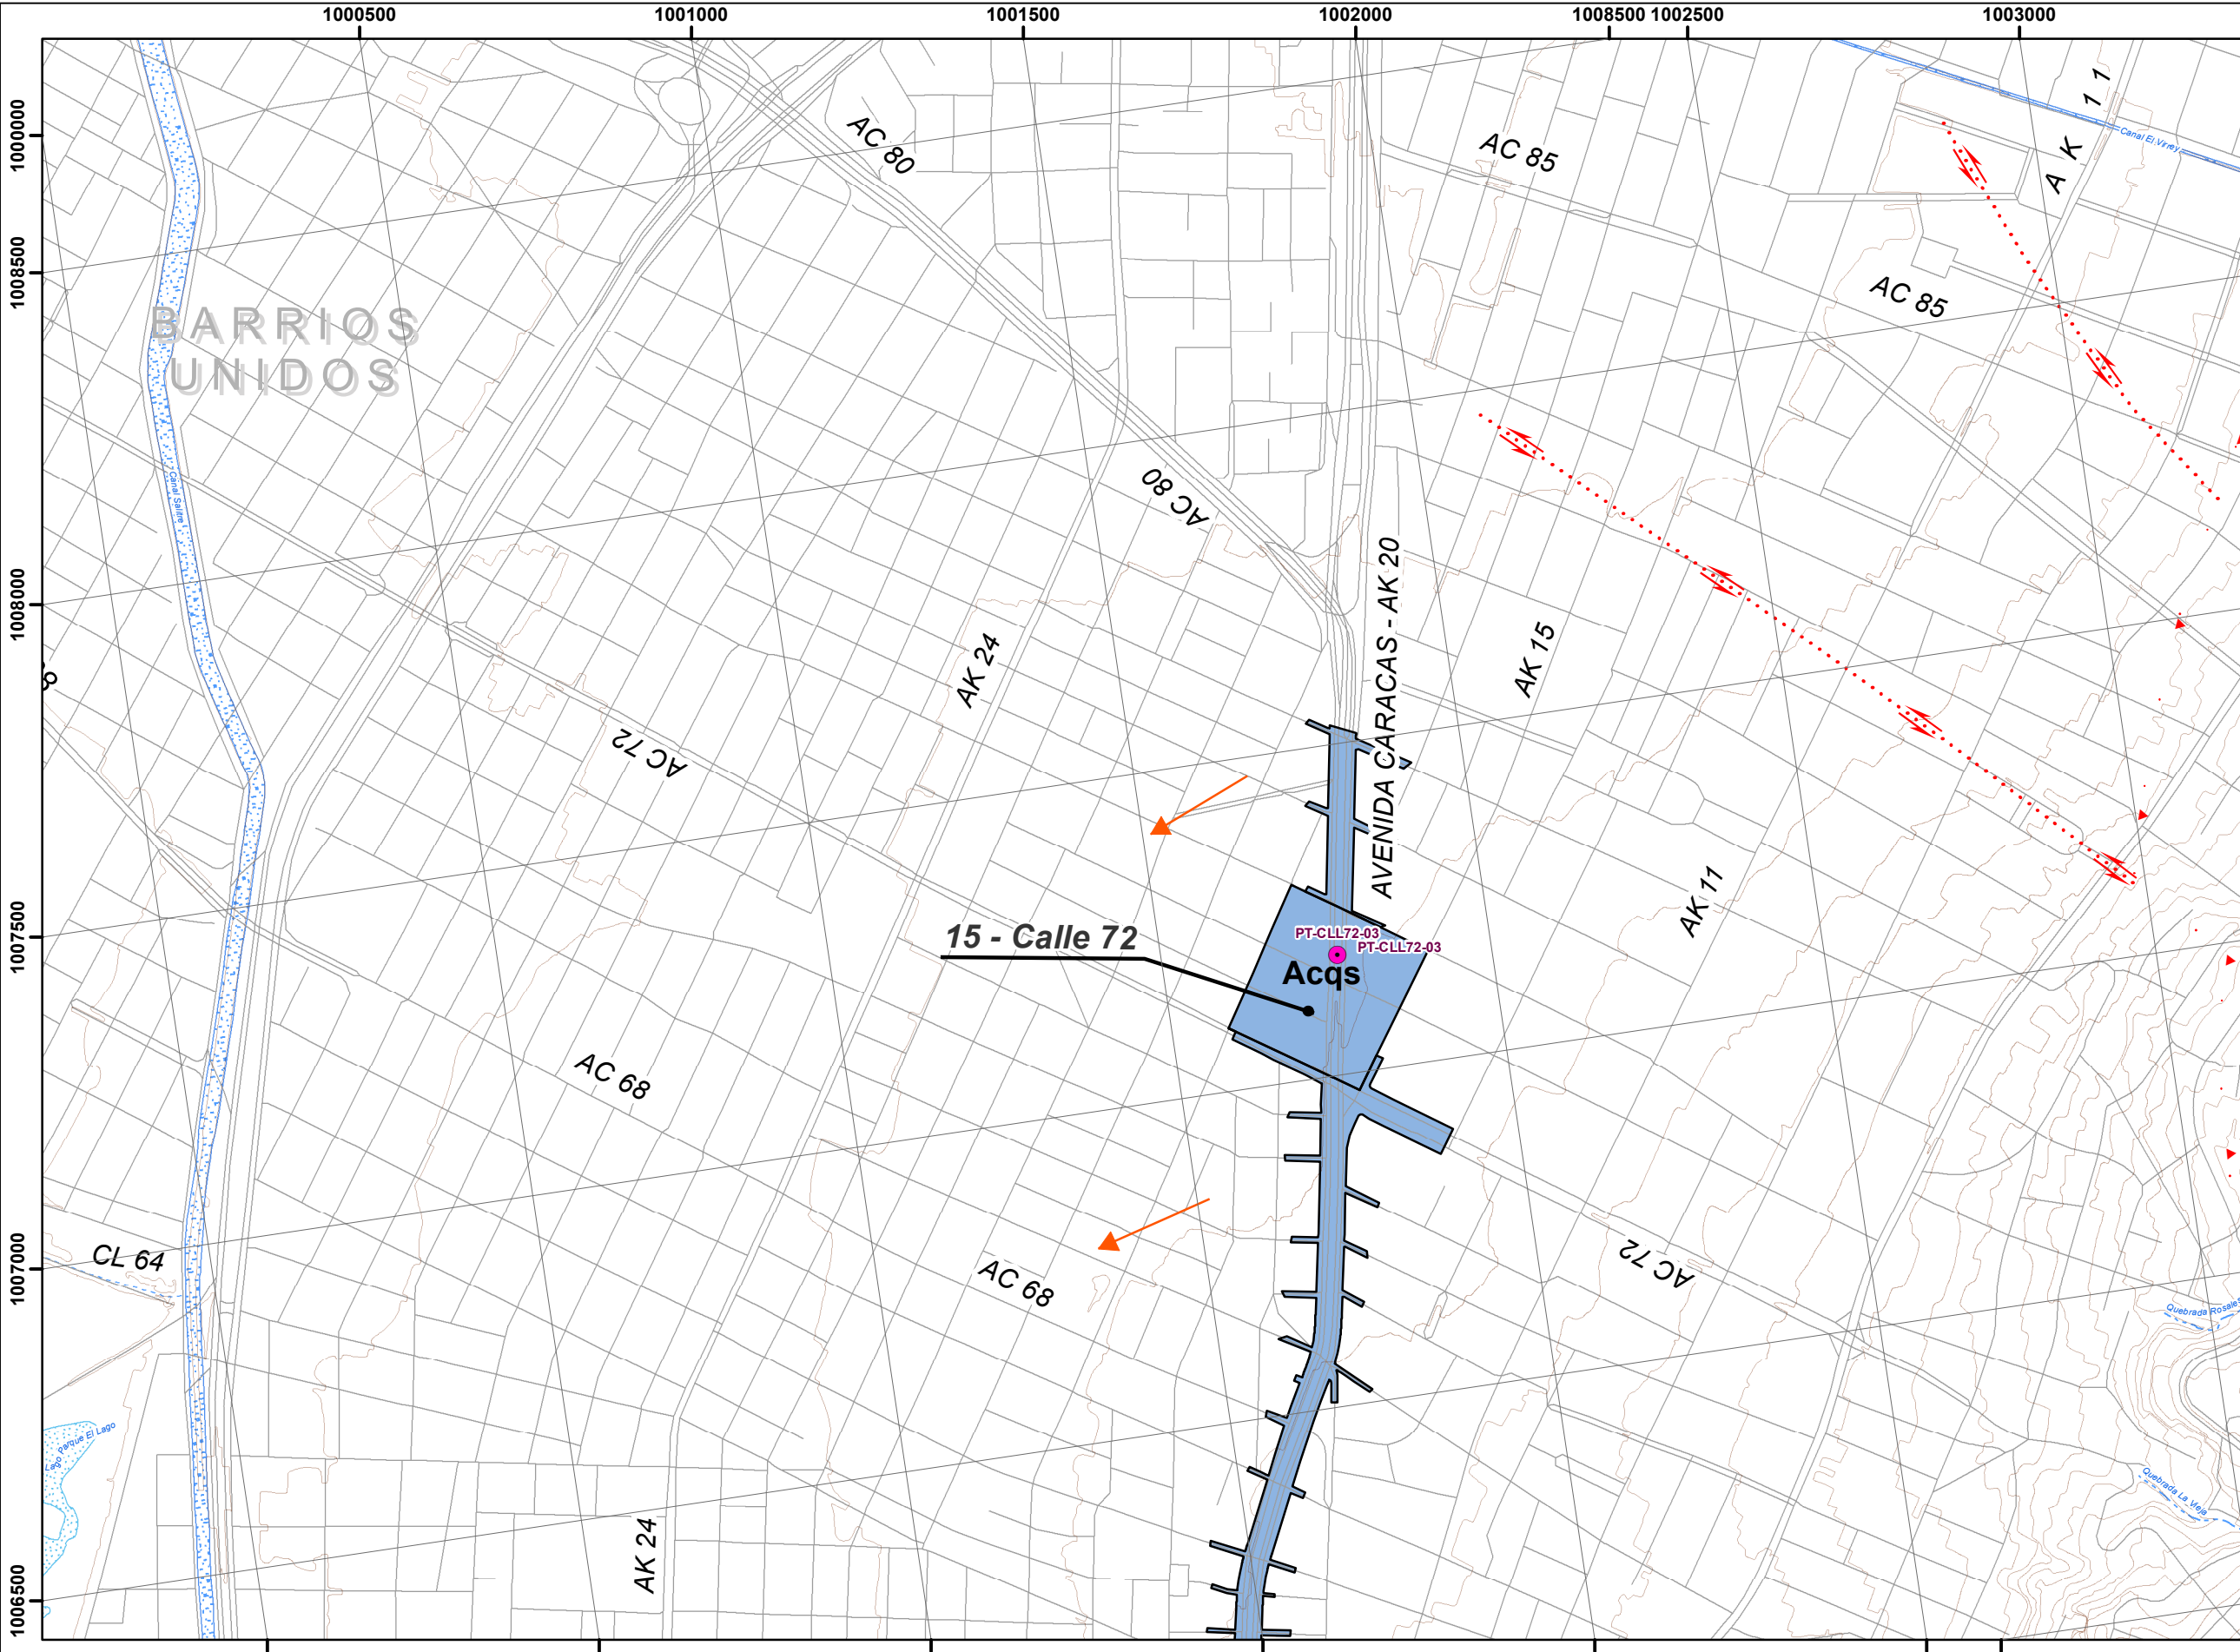 1000500
1001000
1001500
1002000
1008500 1002500
1003000
1000000
1008500
1008000
1007500
1007000
1006500
AC 80
AC 85
A K 1 1
Canal El Virrey
AC 85
BARRIOS
UNIDOS
Canal Salitre
AC 80
AVENIDA CARACAS - AK 20
AK 15
AK 24
AC 72
AK 11
15 - Calle 72
PT-CLL72-03
PT-CLL72-03
Acqs
AC 68
CL 64
AC 68
AC 72
Quebrada Rosales
Lago Parque El Lago
Quebrada La Vieja
AK 24